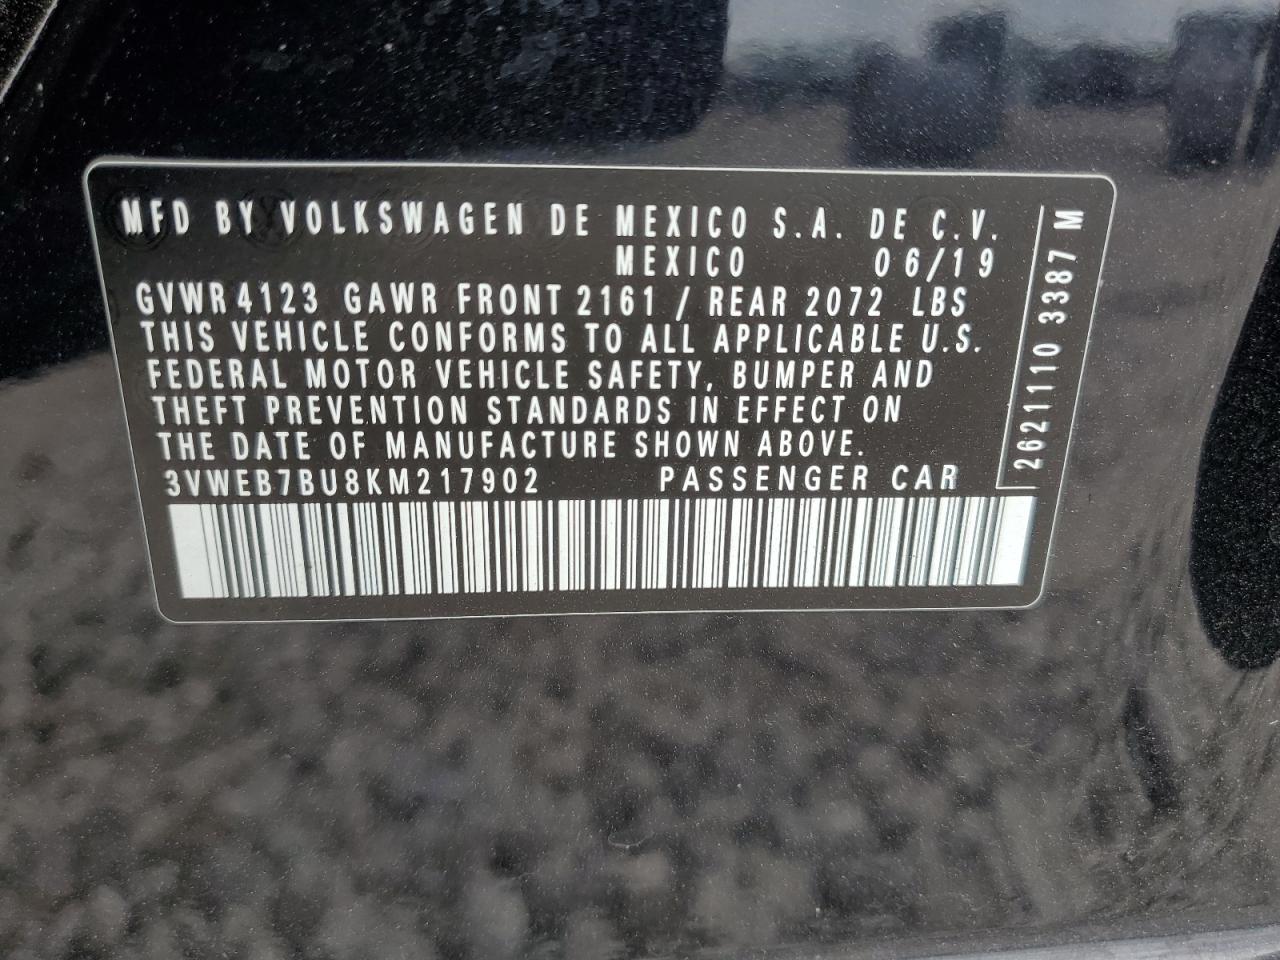 MFD BY VOLKSWAGEN DE MEXICO S.A. DE C.V.
MEXICO 06/19
GVWR 4123 GAWR FRONT 2161 / REAR 2072 LBS
THIS VEHICLE CONFORMS TO ALL APPLICABLE U.S.
FEDERAL MOTOR VEHICLE SAFETY, BUMPER AND
THEFT PREVENTION STANDARDS IN EFFECT ON
THE DATE OF MANUFACTURE SHOWN ABOVE.
3VWEB7BU8KM217902 PASSENGER CAR
2621110 3387 M